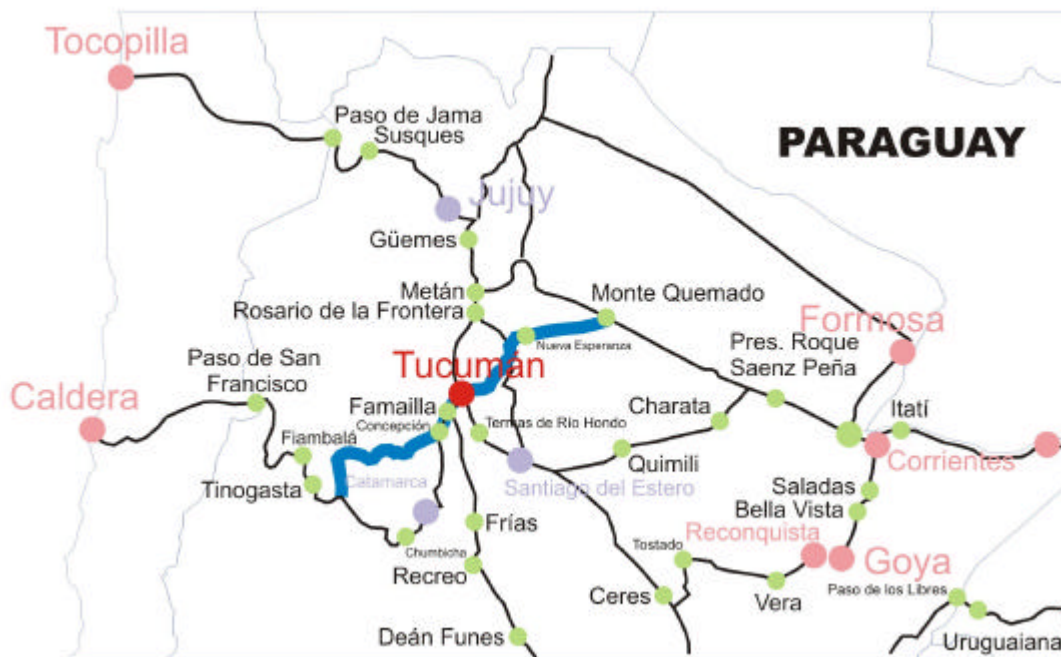 Tocopilla
Paso de Jama
Susques
PARAGUAY
Jujuy
Güemes
Metán
Monte Quemado
Rosario de la Frontera
Formosa
Nueva Esperanza
Pres. Roque
Saenz Peña
Paso de San
Francisco
Tucumán
Caldera
Famailla
Charata
Itatí
Concepción
Termas de Río Hondo
Fiambalá
Quimili
Corrientes
Catamarca
Tinogasta
Santiago del Estero
Saladas
Bella Vista
Frías
Reconquista
Tostado
Chumbicha
Goya
Recreo
Paso de los Libres
Ceres
Vera
Deán Funes
Uruguaiana